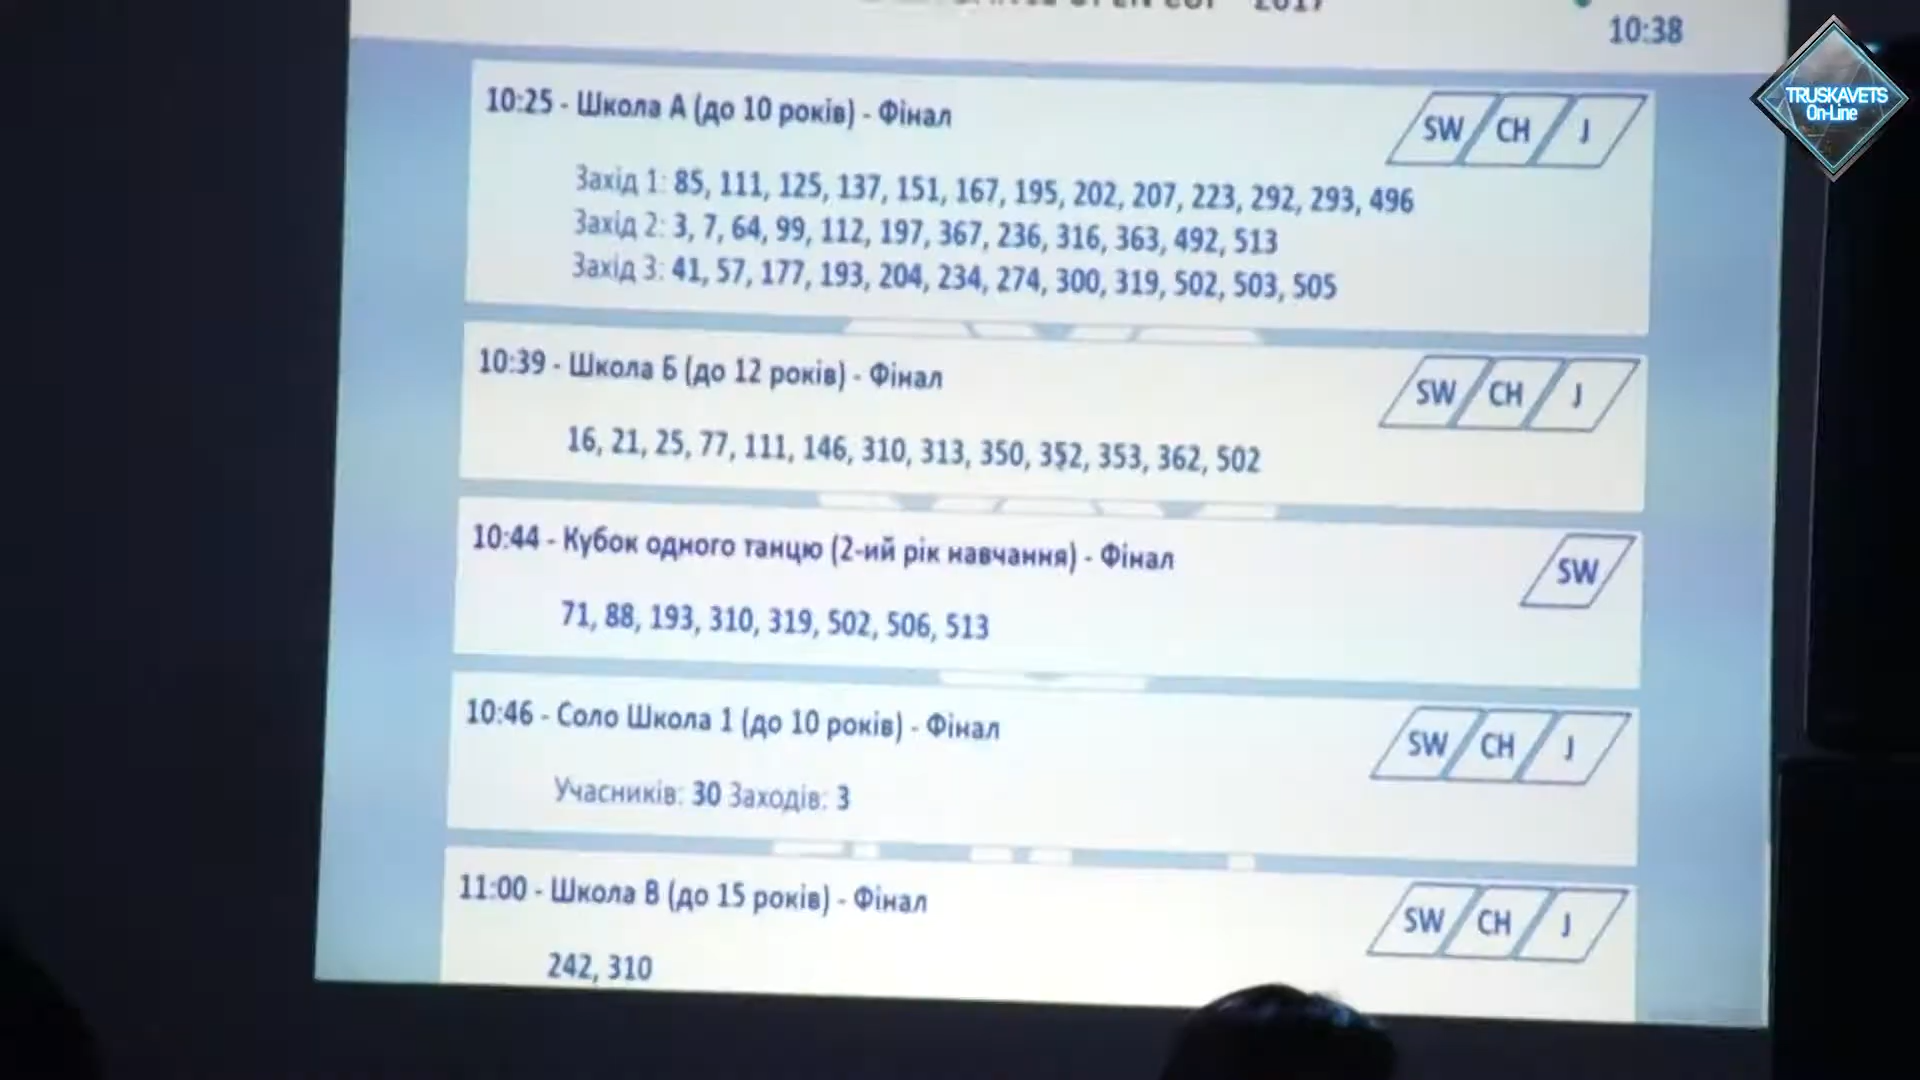 OPEN CUP - 2017
10:38
TRUSKAVETS
On-Line
10:25 - Школа А (до 10 років) - Фінал
SW CH J
Захід 1: 85, 111, 125, 137, 151, 167, 195, 202, 207, 223, 292, 293, 496
Захід 2: 3, 7, 64, 99, 112, 197, 367, 236, 316, 363, 492, 513
Захід 3: 41, 57, 177, 193, 204, 234, 274, 300, 319, 502, 503, 505
10:39 - Школа Б (до 12 років) - Фінал
SW CH J
16, 21, 25, 77, 111, 146, 310, 313, 350, 352, 353, 362, 502
10:44 - Кубок одного танцю (2-ий рік навчання) - Фінал
SW
71, 88, 193, 310, 319, 502, 506, 513
10:46 - Соло Школа 1 (до 10 років) - Фінал
SW CH J
Учасників: 30 Заходів: 3
11:00 - Школа В (до 15 років) - Фінал
SW CH J
242, 310